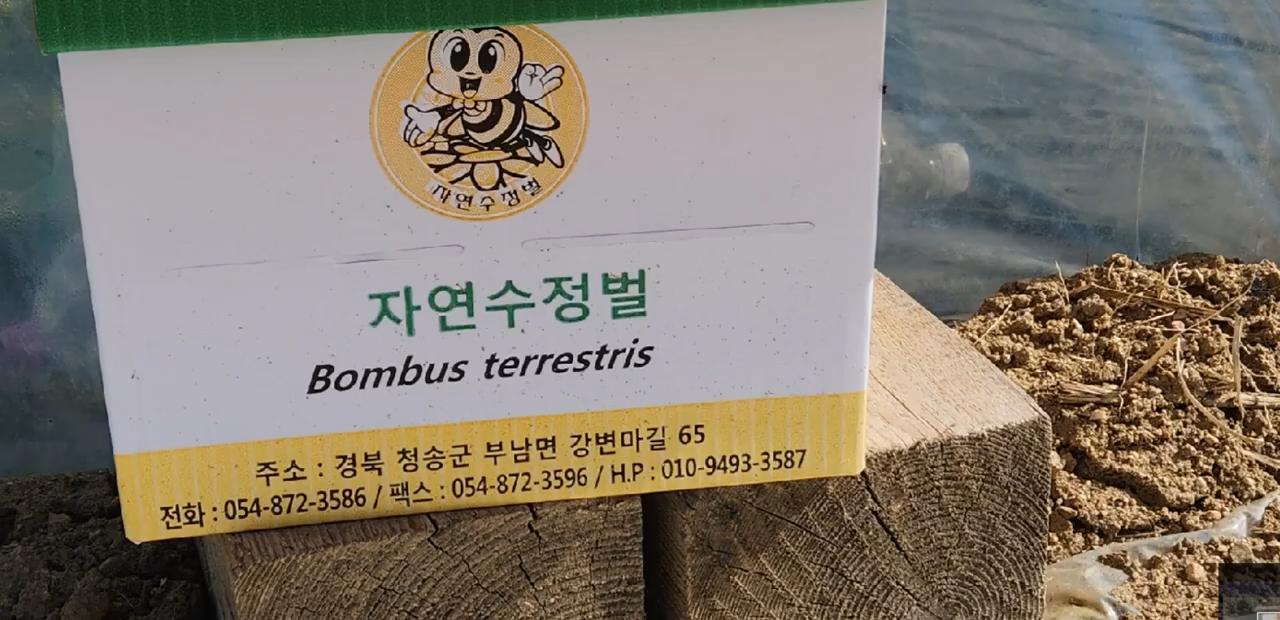 자연수정벌
자연수정벌
Bombus terrestris
주소 : 경북 청송군 부남면 강변마길 65
전화 : 054-872-3586 / 팩스 : 054-872-3596 / H.P : 010-9493-3587